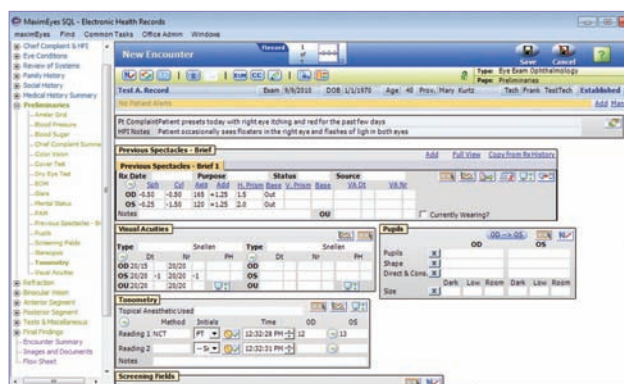 MaximEyes SQL - Electronic Health Records
maximEyes Find Common Tasks Office Admin Windows
Chief Complaint & HPI
Eye Conditions
Review of Systems
Family History
Social History
Medical History Summary
Preliminaries
Amsler Grid
Blood Pressure
Blood Sugar
Chief Complaint Summa
Color Vision
Cover Test
Dry Eye Test
EOM
Glare
Mental Status
PAM
Previous Spectacles - Br
Pupils
Screening Fields
Stereopsis
Tonometry
Visual Acuities
Refraction
Binocular Vision
Anterior Segment
Posterior Segment
Tests & Miscellaneous
Final Findings
Encounter Summary
Images and Documents
Flow Sheet
New Encounter
Record 1 of
Save Cancel
Type: Eye Exam Ophthalmology
Page: Preliminaries
Test A. Record Exam 9/9/2010 DOB 1/1/1970 Age 40 Prov. Mary Kurtz Tech Frank TestTech Established
No Patient Alerts Add
Pt Complaint Patient presets today with right eye itching and red for the past few days
HPI Notes Patient occasionally sees floaters in the right eye and flashes of ligh in both eyes
Previous Spectacles - Brief Add Full View Copy from Rx History
Previous Spectacles - Brief 1
Rx Date Purpose Status Source
Sph Cyl Axis Add H. Prism Base V. Prism Base VA Dt VA Nr
OD -0.50 -0.50 165 +1.25 1.5 Out
OS -0.25 -1.50 120 +1.25 2.0 Out
Notes OU Currently Wearing?
Visual Acuities
Type Snellen Type Snellen
Dt Nr PH Dt Nr PH
OD 20/15 20/20 OD
OS 20/20 -1 20/20 -1 OS
OU 20/20 20/20 OU
Pupils OD --> OS
OD OS
Pupils
Shape
Direct & Cons.
Dark Low Room Dark Low Room
Size
Tonometry
Topical Anesthetic Used
Method Initials Time OD OS
Reading 1 NCT FT 12:32:28 PM 12 13
Reading 2 12:32:31 PM
Notes
Screening Fields